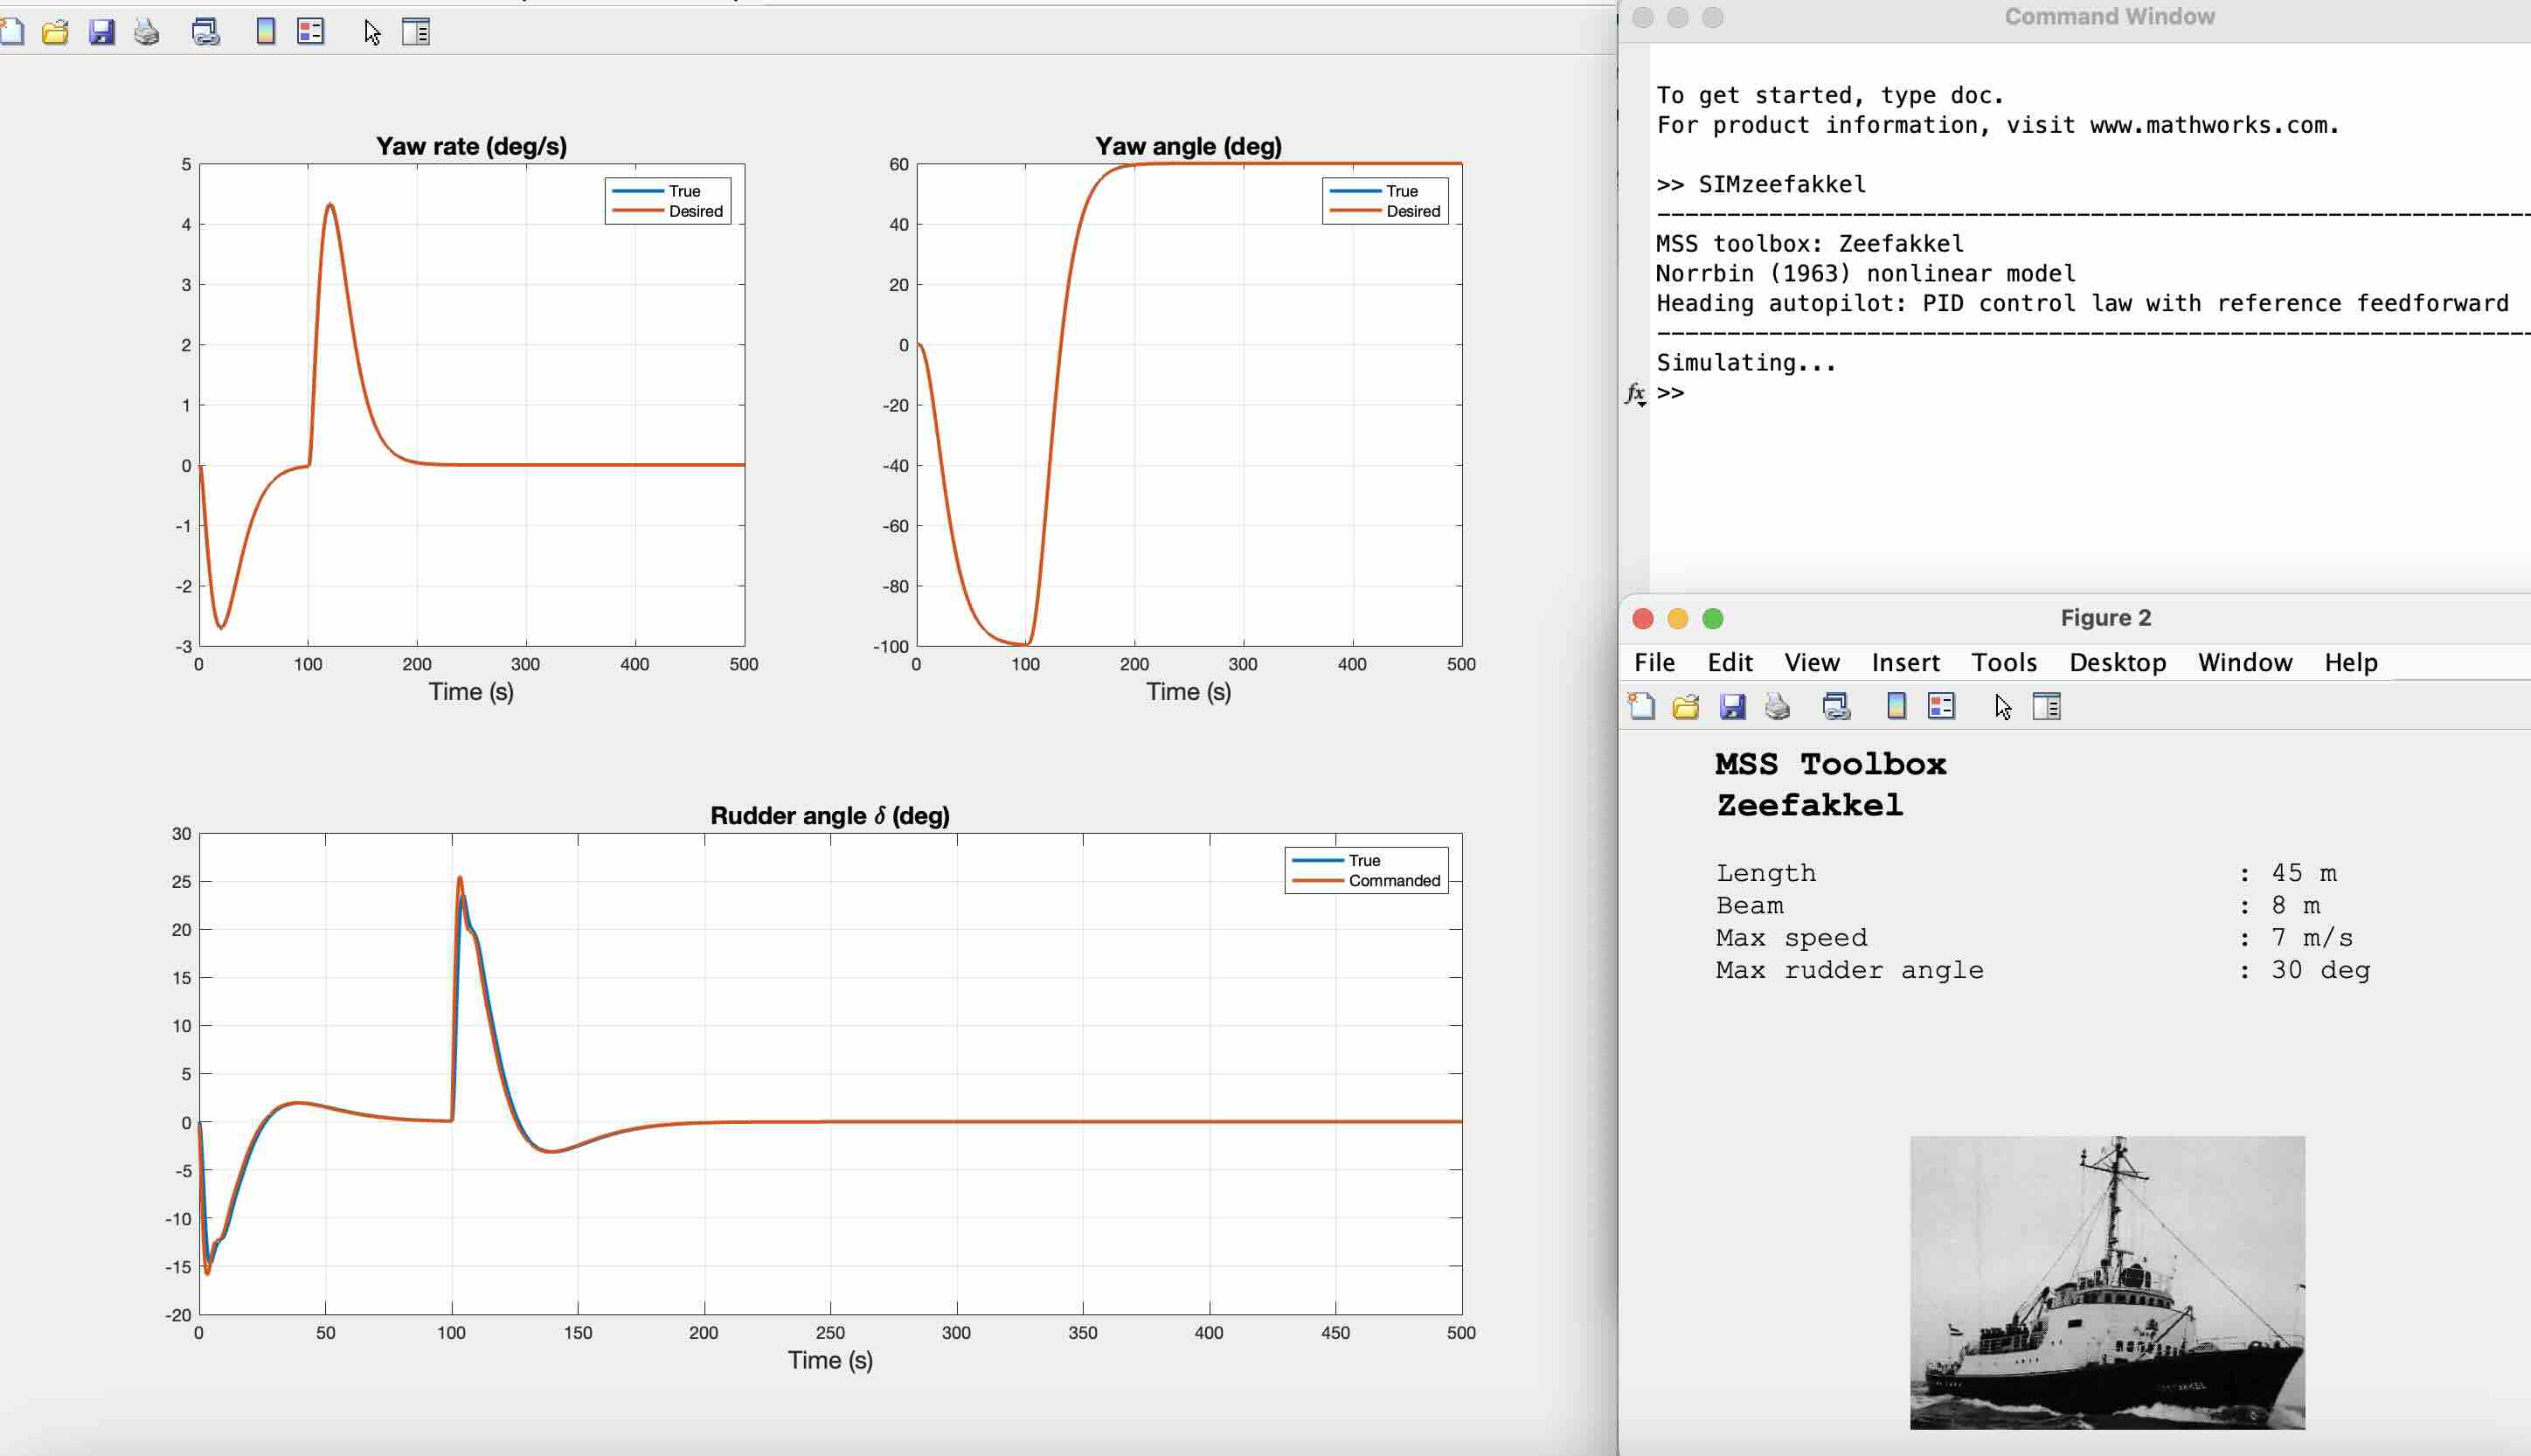 Yaw rate (deg/s)
5
4
3
2
1
0
-1
-2
-3
0 100 200 300 400 500
Time (s)
True
Desired
Yaw angle (deg)
60
40
20
0
-20
-40
-60
-80
-100
0 100 200 300 400 500
Time (s)
True
Desired
Rudder angle δ (deg)
30
25
20
15
10
5
0
-5
-10
-15
-20
0 50 100 150 200 250 300 350 400 450 500
Time (s)
True
Commanded
Command Window
To get started, type doc.
For product information, visit www.mathworks.com.
>> SIMzeefakkel
MSS toolbox: Zeefakkel
Norrbin (1963) nonlinear model
Heading autopilot: PID control law with reference feedforward
Simulating...
fx >>
Figure 2
File Edit View Insert Tools Desktop Window Help
MSS Toolbox
Zeefakkel
Length : 45 m
Beam : 8 m
Max speed : 7 m/s
Max rudder angle : 30 deg